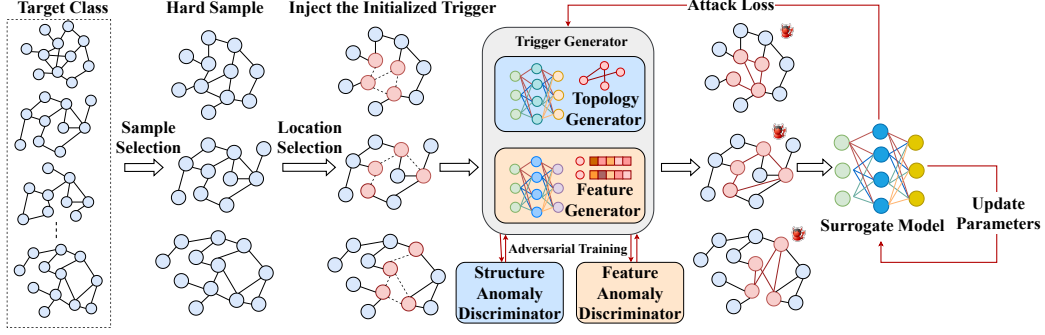 Target Class
Hard Sample
Inject the Initialized Trigger
Attack Loss
Trigger Generator
Topology
Generator
Sample
Selection
Location
Selection
Feature
Generator
Surrogate Model
Update
Parameters
Adversarial Training
Structure
Anomaly
Discriminator
Feature
Anomaly
Discriminator